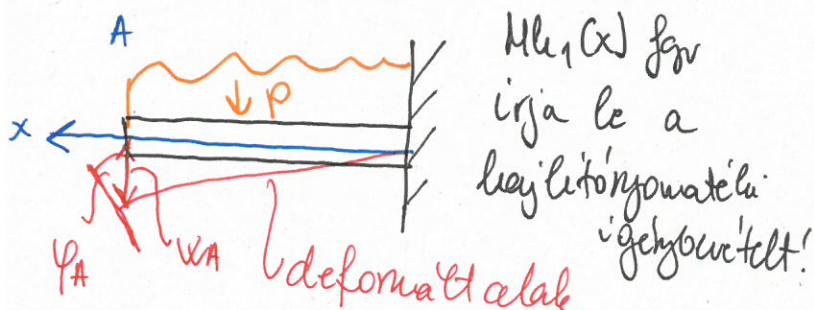 A
Mh₁(x) fgv
írja le a
hajlítónyomatéki
igénybevételt!
p
x
φA
wA
deformált alak